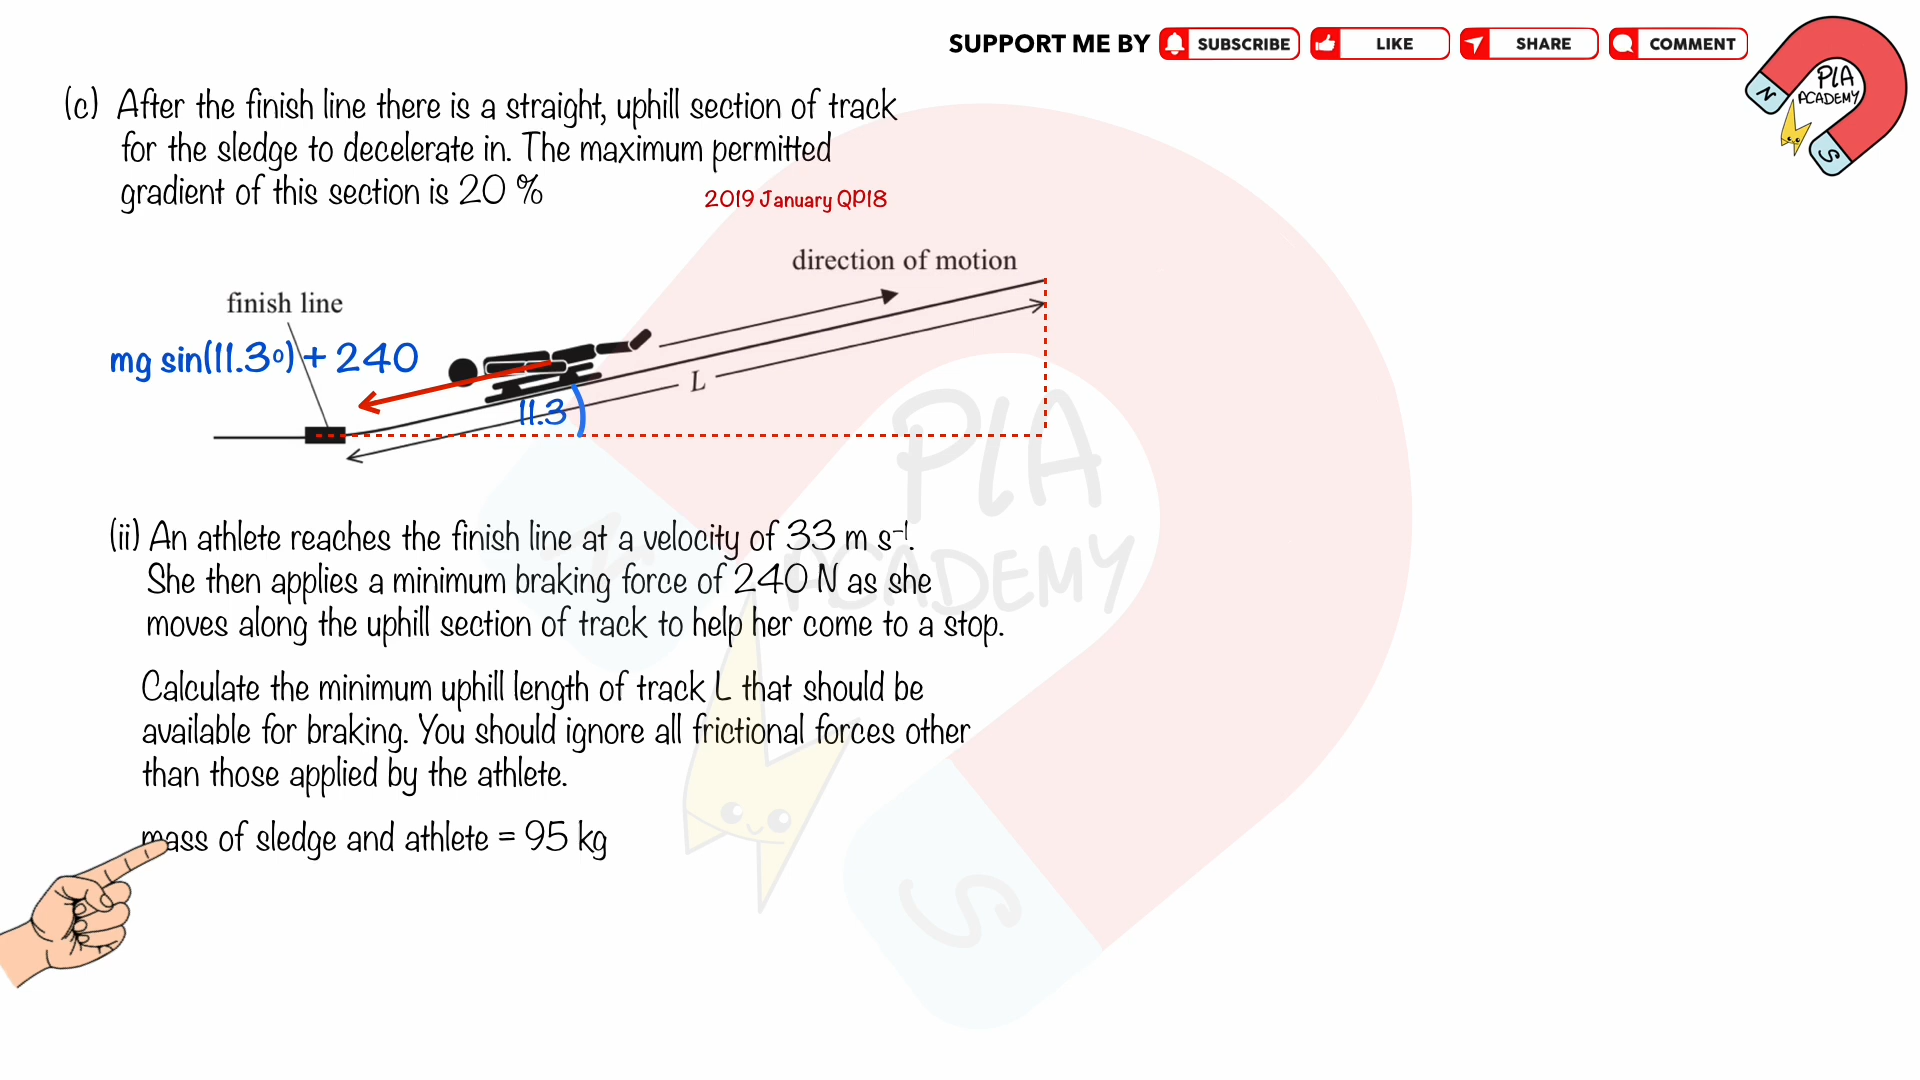 SUPPORT ME BY SUBSCRIBE LIKE SHARE COMMENT
PLA
ACADEMY
N
S
(c) After the finish line there is a straight, uphill section of track
for the sledge to decelerate in. The maximum permitted
gradient of this section is 20 %
2019 January QP18
direction of motion
finish line
mg sin(11.3º) + 240
L
11.3
PLA
ACADEMY
N
S
(ii) An athlete reaches the finish line at a velocity of 33 m s⁻¹.
She then applies a minimum braking force of 240 N as she
moves along the uphill section of track to help her come to a stop.
Calculate the minimum uphill length of track L that should be
available for braking. You should ignore all frictional forces other
than those applied by the athlete.
mass of sledge and athlete = 95 kg